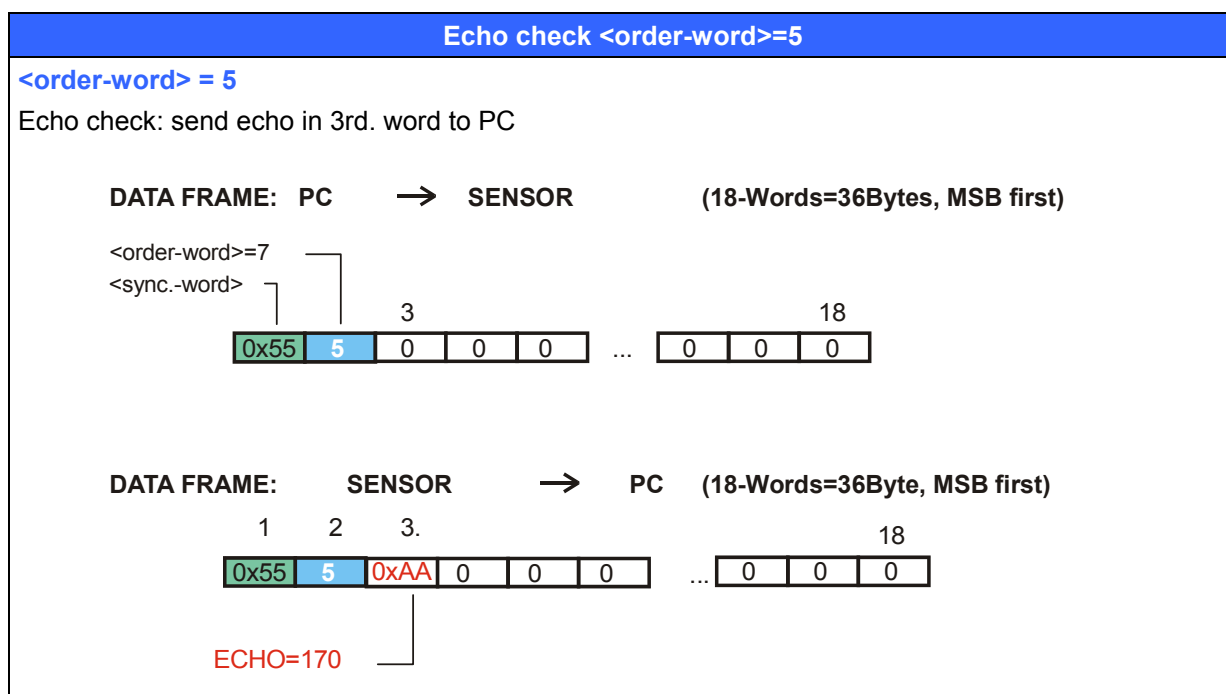 Echo check <order-word>=5
<order-word> = 5
Echo check: send echo in 3rd. word to PC
DATA FRAME: PC → SENSOR (18-Words=36Bytes, MSB first)
<order-word>=7
<sync.-word>
3 18
0x55 5 0 0 0 ... 0 0 0
DATA FRAME: SENSOR → PC (18-Words=36Byte, MSB first)
1 2 3. 18
0x55 5 0xAA 0 0 0 ... 0 0 0
ECHO=170